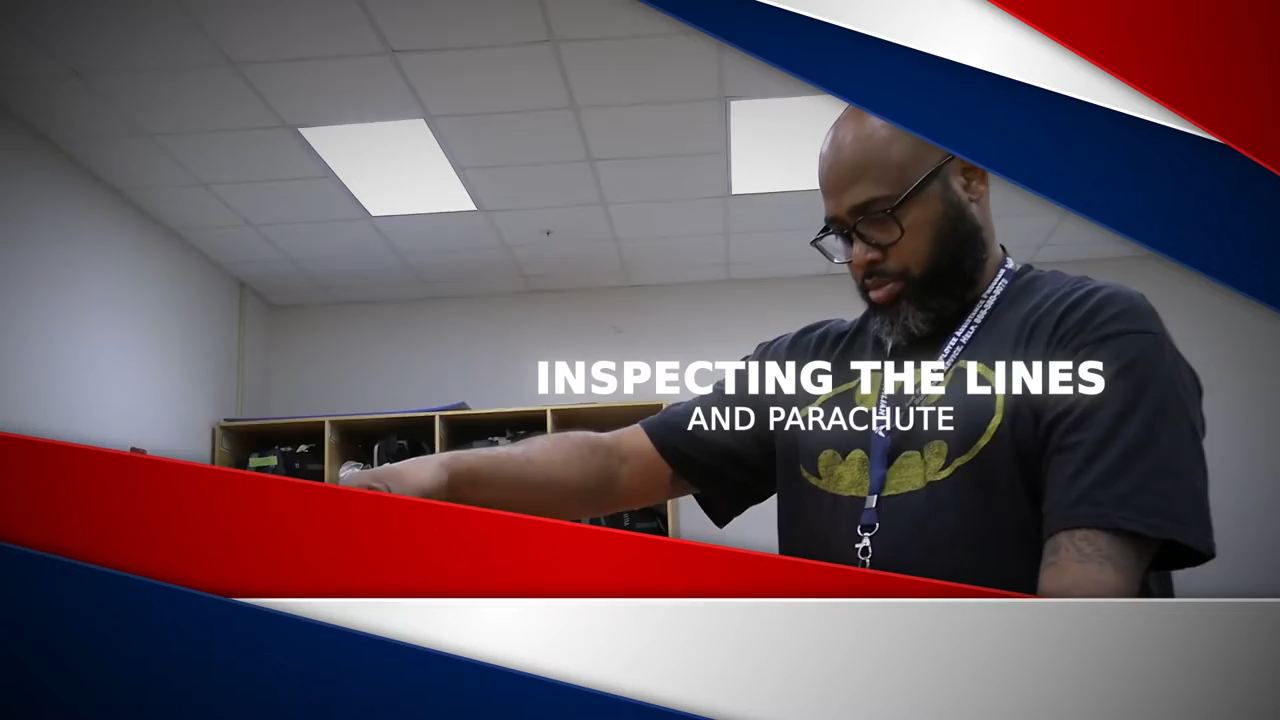 INSPECTING THE LINES
AND PARACHUTE